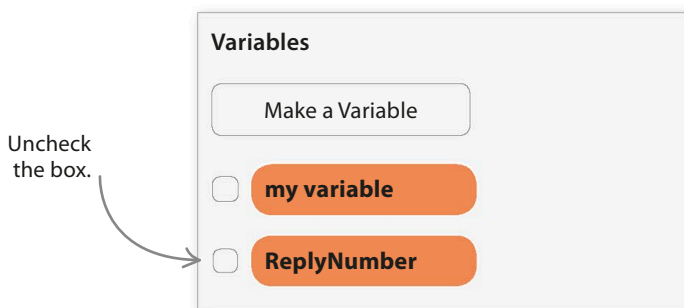 Variables
Make a Variable
Uncheck
the box.
my variable
ReplyNumber